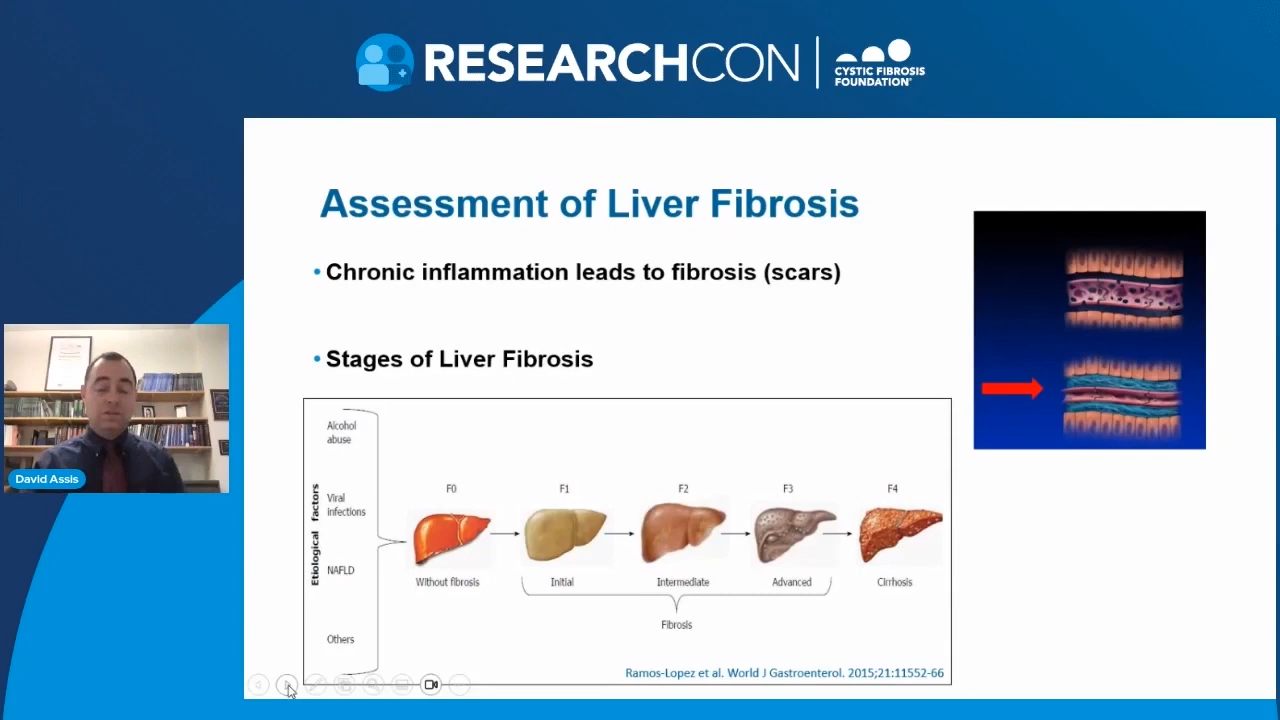 RESEARCHCON
CYSTIC FIBROSIS
FOUNDATION
Assessment of Liver Fibrosis
• Chronic inflammation leads to fibrosis (scars)
• Stages of Liver Fibrosis
Etiological factors
Alcohol
abuse
Viral
infections
NAFLD
Others
F0
F1
F2
F3
F4
Without fibrosis
Initial
Intermediate
Advanced
Cirrhosis
Fibrosis
Ramos-Lopez et al. World J Gastroenterol. 2015;21:11552-66
David Assis